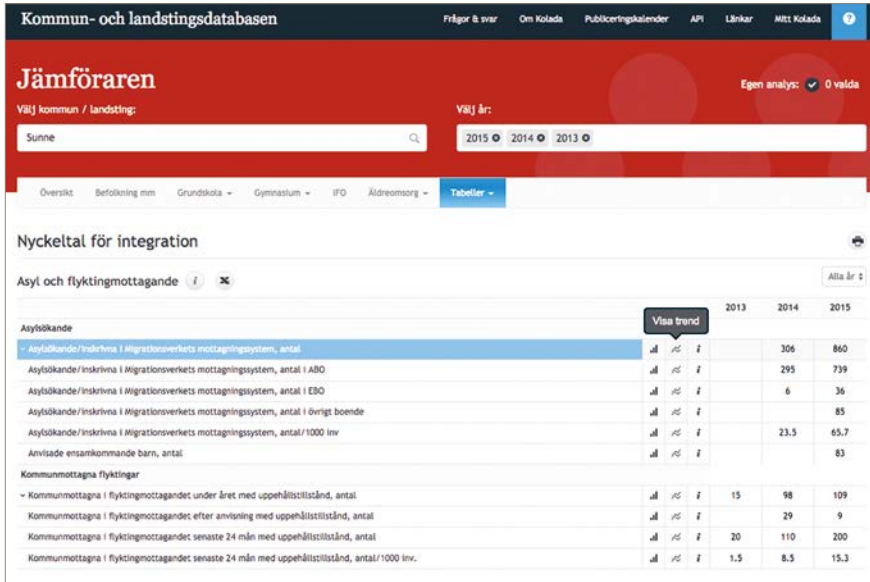 Kommun- och landstingsdatabasen Frågor & svar Om Kolada Publiceringskalender API Länkar Mitt Kolada ?
Jämföraren
Egen analys: 0 valda
Välj kommun / landsting: Välj år:
Sunne 2015 2014 2013
Översikt Befolkning mm Grundskola Gymnasium IFO Äldreomsorg Tabeller
Nyckeltal för integration
Asyl och flyktingmottagande i Alla år
2013 2014 2015
Visa trend
Asylsökande
Asylsökande/inskrivna i Migrationsverkets mottagningssystem, antal i 306 860
Asylsökande/inskrivna i Migrationsverkets mottagningssystem, antal i ABO i 295 739
Asylsökande/inskrivna i Migrationsverkets mottagningssystem, antal i EBO i 6 36
Asylsökande/inskrivna i Migrationsverkets mottagningssystem, antal i övrigt boende i 85
Asylsökande/inskrivna i Migrationsverkets mottagningssystem, antal/1000 inv i 23.5 65.7
Anvisade ensamkommande barn, antal i 83
Kommunmottagna flyktingar
Kommunmottagna i flyktingmottagandet under året med uppehållstillstånd, antal i 15 98 109
Kommunmottagna i flyktingmottagandet efter anvisning med uppehållstillstånd, antal i 29 9
Kommunmottagna i flyktingmottagandet senaste 24 mån med uppehållstillstånd, antal i 20 110 200
Kommunmottagna i flyktingmottagandet senaste 24 mån med uppehållstillstånd, antal/1000 inv. i 1.5 8.5 15.3